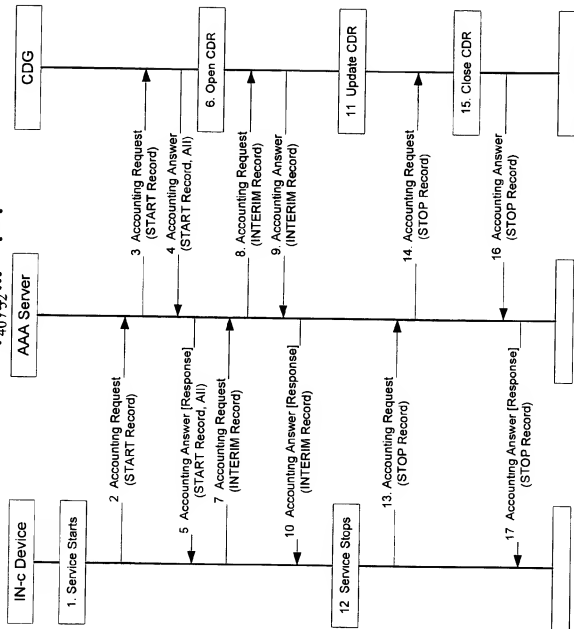 IN-c Device
AAA Server
CDG
1. Service Starts
2 Accounting Request
(START Record)
3 Accounting Request
(START Record)
4 Accounting Answer
(START Record, All)
5 Accounting Answer [Response]
(START Record, All)
6. Open CDR
7 Accounting Request
(INTERIM Record)
8. Accounting Request
(INTERIM Record)
9. Accounting Answer
(INTERIM Record)
10 Accounting Answer [Response]
(INTERIM Record)
11 Update CDR
12 Service Stops
13. Accounting Request
(STOP Record)
14. Accounting Request
(STOP Record)
15. Close CDR
16 Accounting Answer
(STOP Record)
17 Accounting Answer [Response]
(STOP Record)